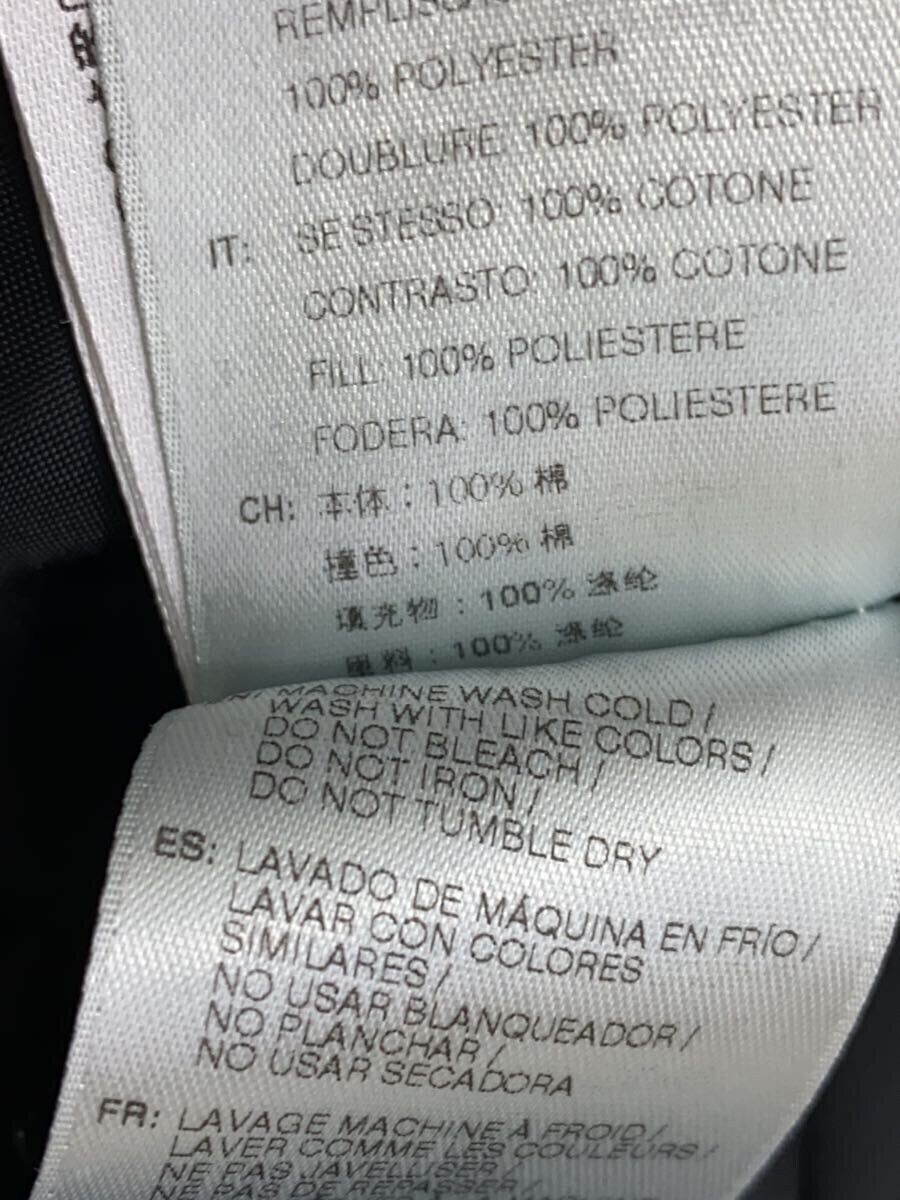 100% POLYESTER
DOUBLURE: 100% POLYESTER
IT: SE STESSO: 100% COTONE
CONTRASTO: 100% COTONE
FILL: 100% POLIESTERE
FODERA: 100% POLIESTERE
CH: 本体：100% 棉
撞色：100% 棉
填充物：100% 涤纶
里料：100% 涤纶
MACHINE WASH COLD /
WASH WITH LIKE COLORS /
DO NOT BLEACH /
DO NOT IRON /
DO NOT TUMBLE DRY
ES: LAVADO DE MÁQUINA EN FRÍO /
LAVAR CON COLORES
SIMILARES /
NO USAR BLANQUEADOR /
NO PLANCHAR /
NO USAR SECADORA
FR: LAVAGE MACHINE À FROID /
LAVER COMME LES COULEURS /
NE PAS JAVELLISER /
NE PAS DE REPASSER /